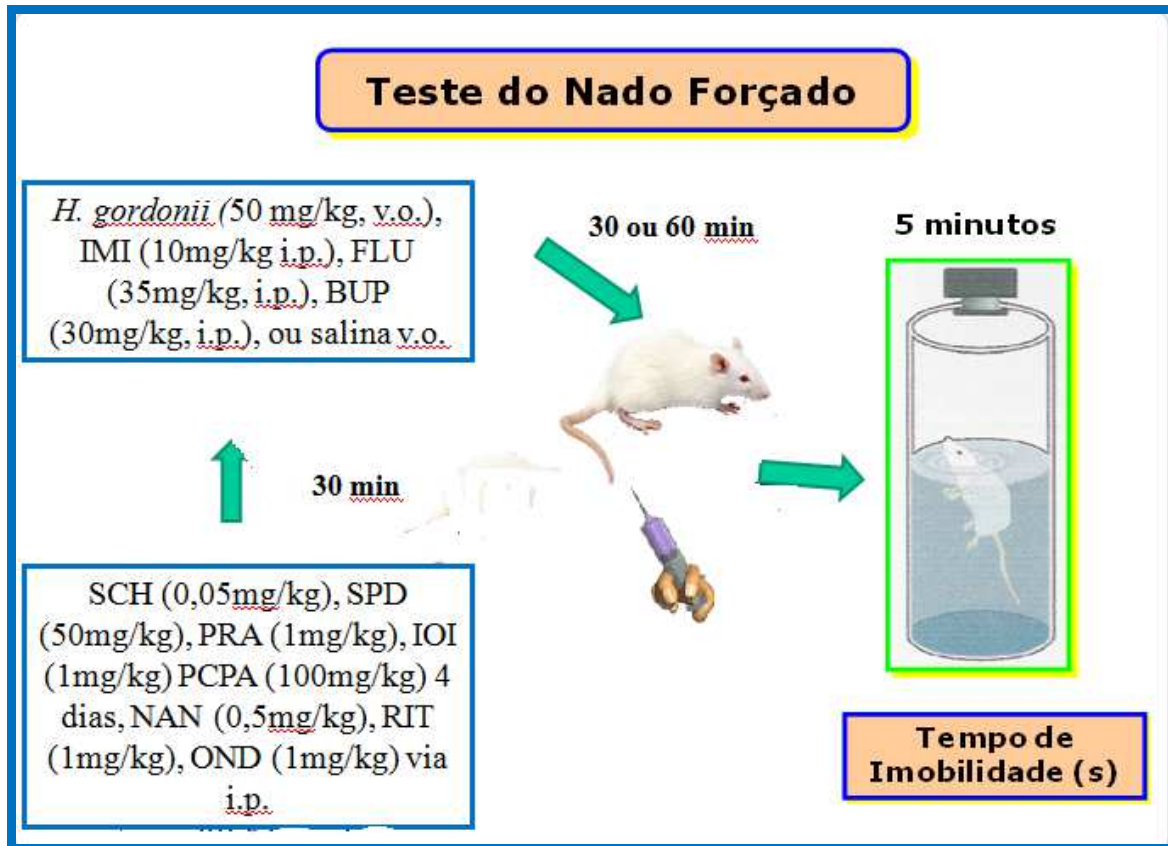 Teste do Nado Forçado
H. gordonii (50 mg/kg, v.o.),
IMI (10mg/kg i.p.), FLU
(35mg/kg, i.p.), BUP
(30mg/kg, i.p.), ou salina v.o.
30 ou 60 min
5 minutos
30 min
SCH (0,05mg/kg), SPD
(50mg/kg), PRA (1mg/kg), IOI
(1mg/kg) PCPA (100mg/kg) 4
dias, NAN (0,5mg/kg), RIT
(1mg/kg), OND (1mg/kg) via
i.p.
Tempo de
Imobilidade (s)